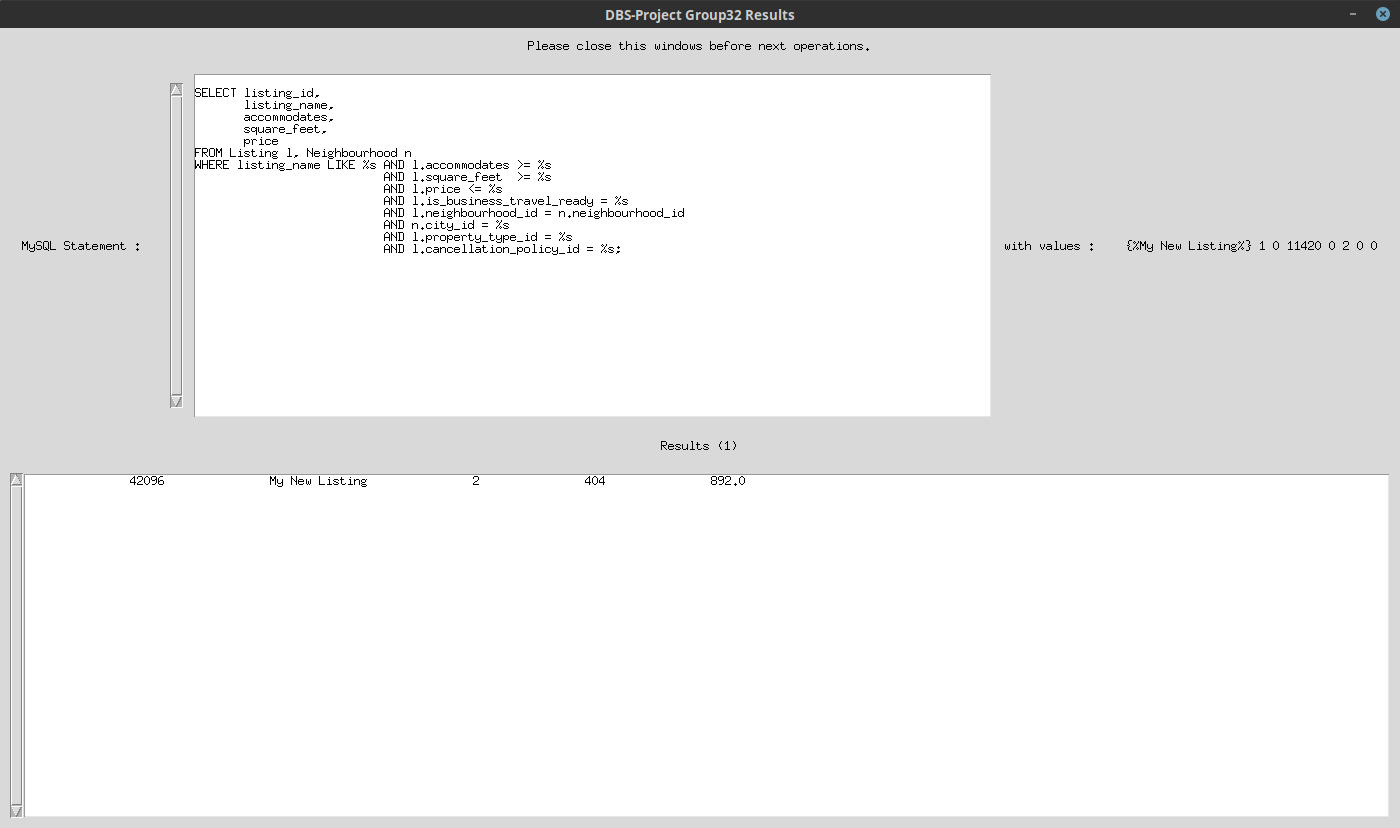 DBS-Project Group32 Results
Please close this windows before next operations.
MySQL Statement :
SELECT listing_id,
       listing_name,
       accommodates,
       square_feet,
       price
FROM Listing l, Neighbourhood n
WHERE listing_name LIKE %s AND l.accommodates >= %s
                           AND l.square_feet  >= %s
                           AND l.price <= %s
                           AND l.is_business_travel_ready = %s
                           AND l.neighbourhood_id = n.neighbourhood_id
                           AND n.city_id = %s
                           AND l.property_type_id = %s
                           AND l.cancellation_policy_id = %s;
with values :
{%My New Listing%} 1 0 11420 0 2 0 0
Results (1)
42096 My New Listing 2 404 892.0